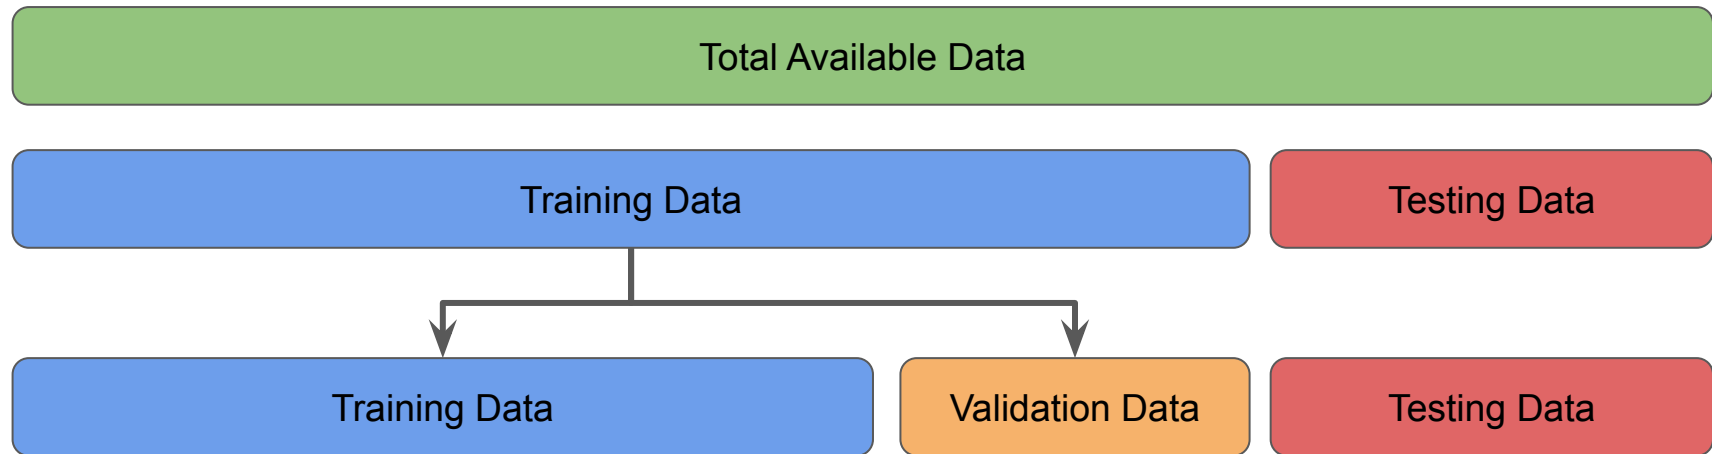 Total Available Data
Training Data
Testing Data
Training Data
Validation Data
Testing Data